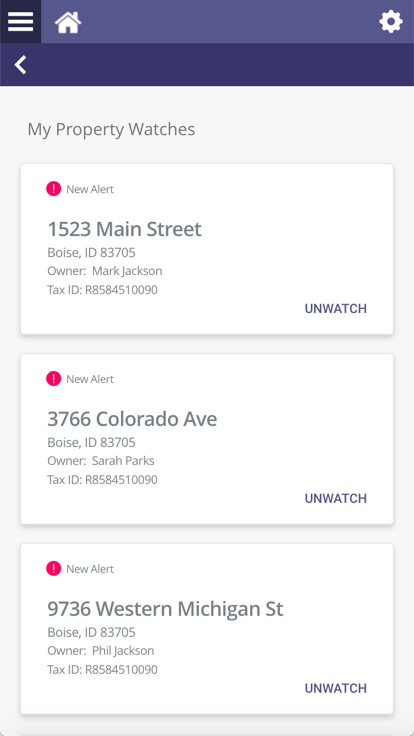 My Property Watches
New Alert
1523 Main Street
Boise, ID 83705
Owner: Mark Jackson
Tax ID: R8584510090
UNWATCH
New Alert
3766 Colorado Ave
Boise, ID 83705
Owner: Sarah Parks
Tax ID: R8584510090
UNWATCH
New Alert
9736 Western Michigan St
Boise, ID 83705
Owner: Phil Jackson
Tax ID: R8584510090
UNWATCH